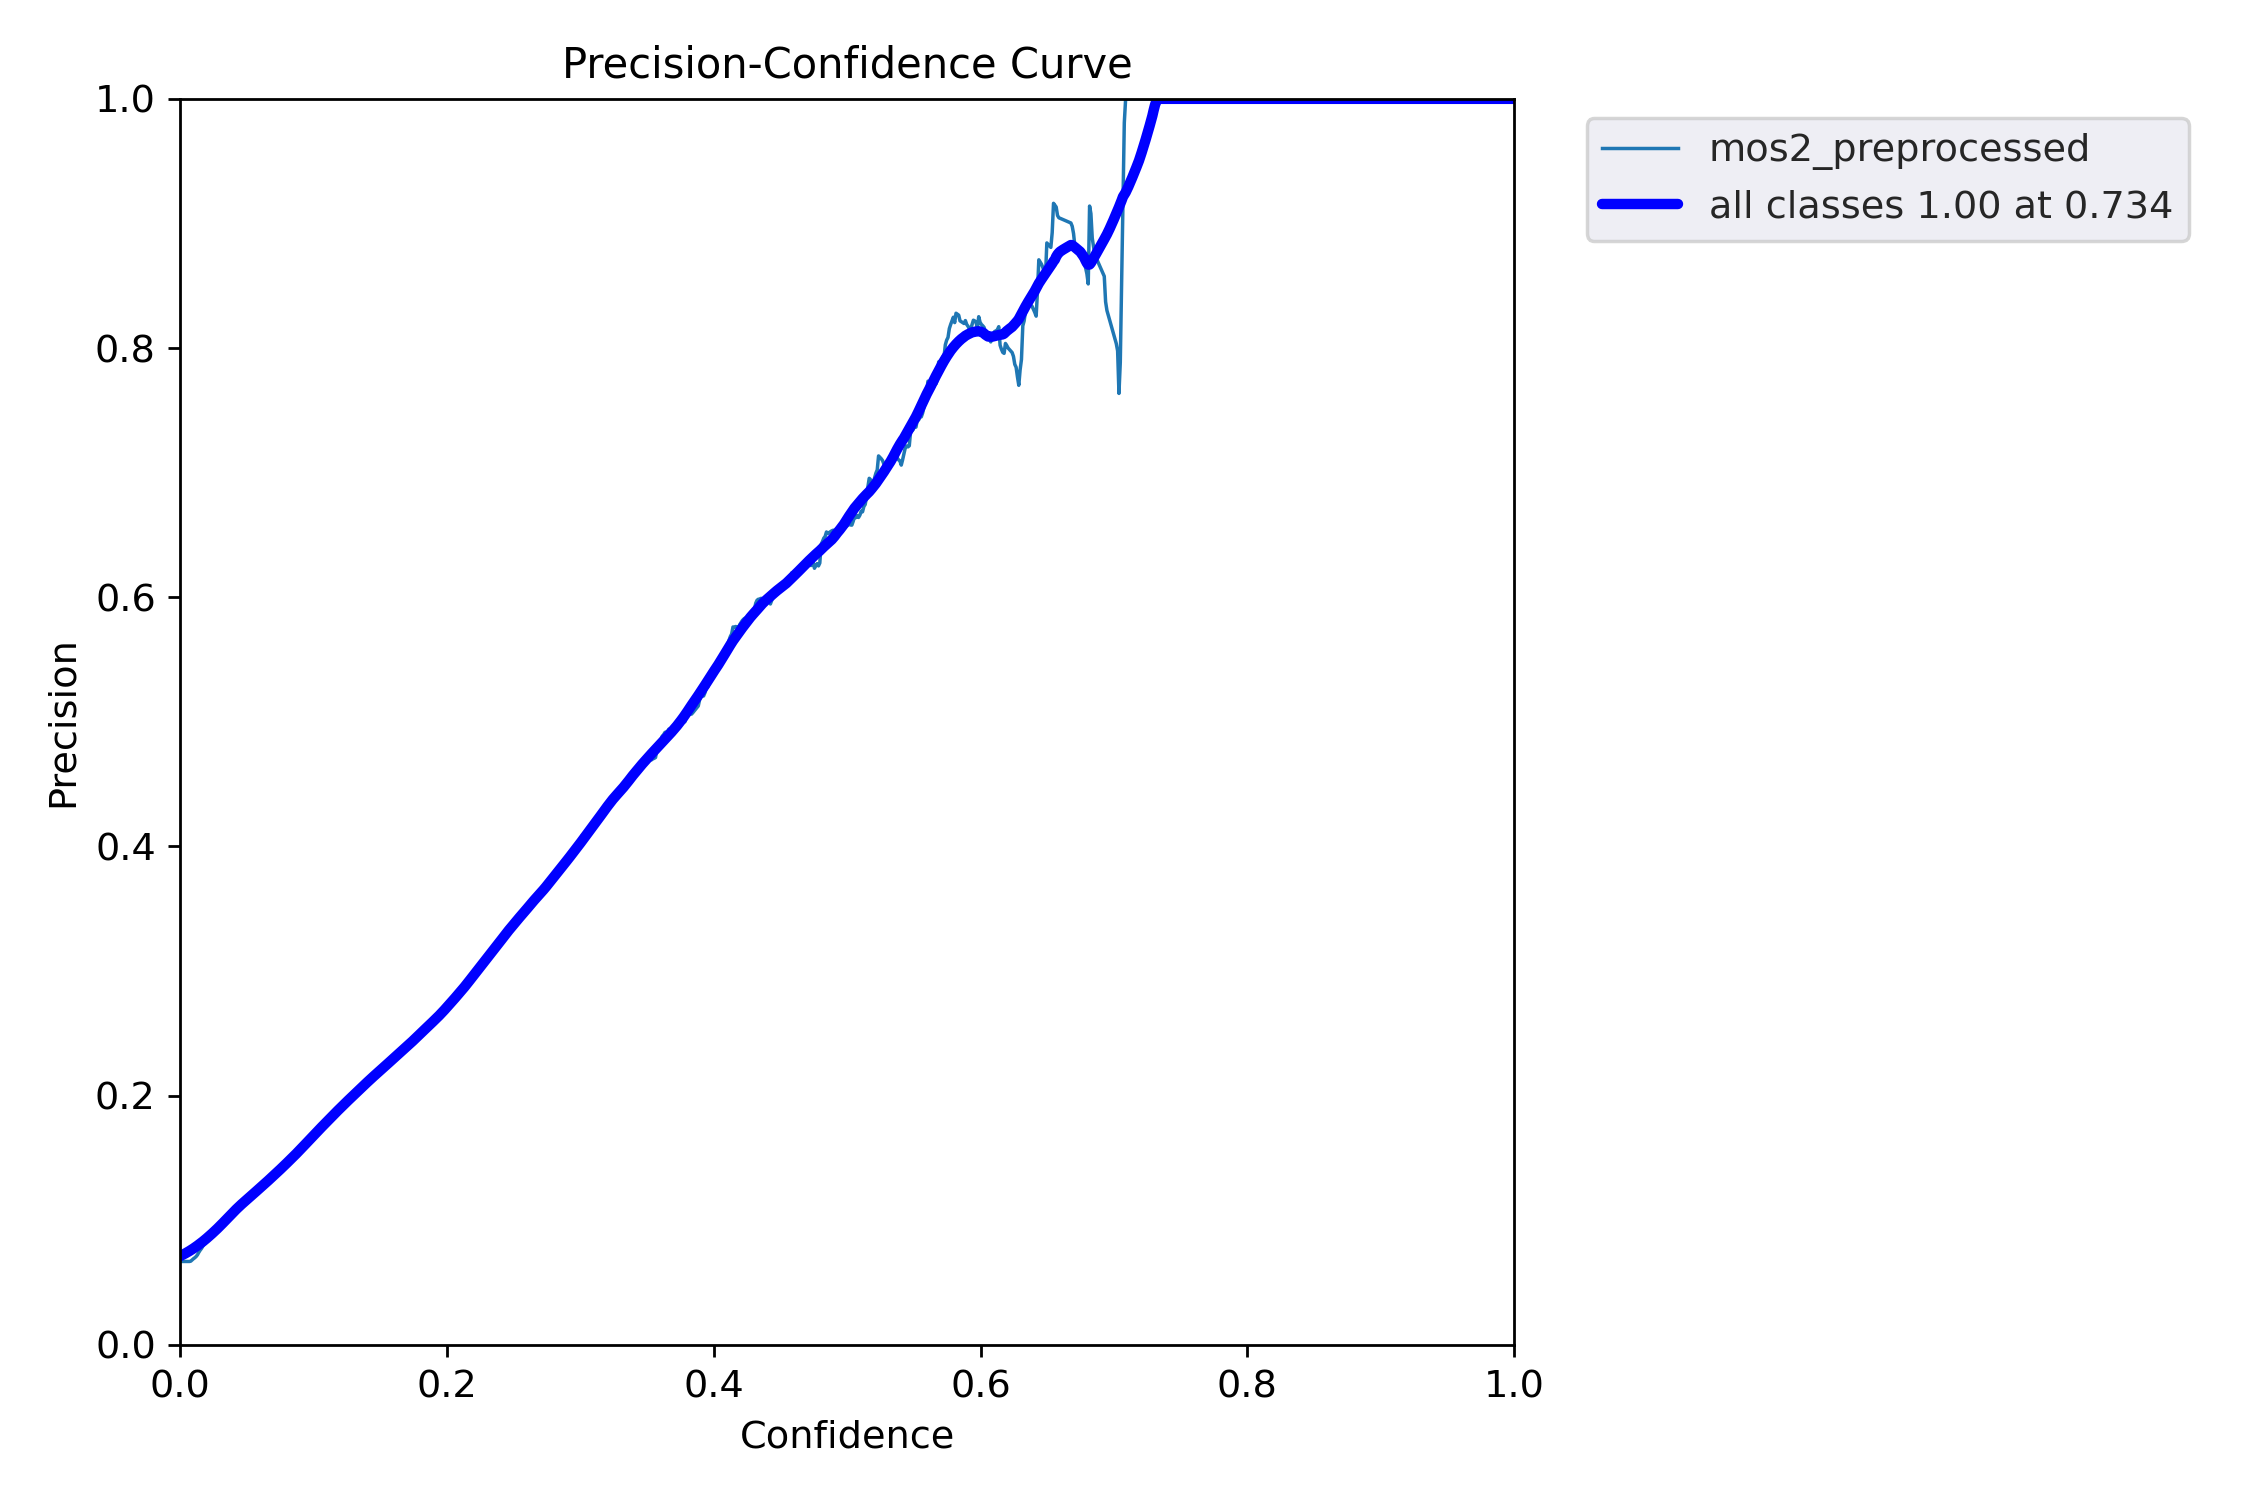 Precision-Confidence Curve
1.0
0.8
0.6
0.4
0.2
0.0
Precision
0.0 0.2 0.4 0.6 0.8 1.0
Confidence
mos2_preprocessed
all classes 1.00 at 0.734